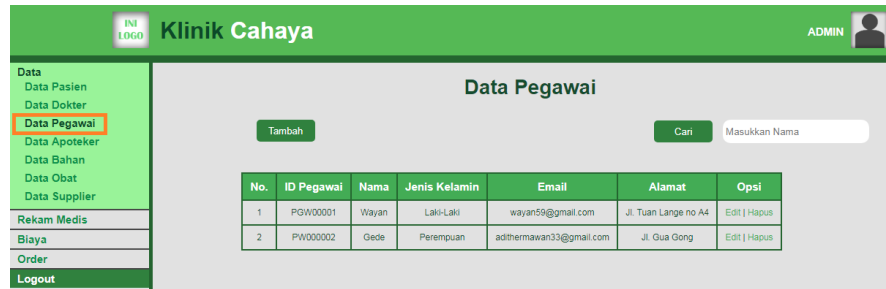 INI
LOGO
Klinik Cahaya
ADMIN
Data
Data Pasien
Data Dokter
Data Pegawai
Data Apoteker
Data Bahan
Data Obat
Data Supplier
Rekam Medis
Biaya
Order
Logout
Data Pegawai
Tambah
Cari Masukkan Nama
No. ID Pegawai Nama Jenis Kelamin Email Alamat Opsi
1 PGW00001 Wayan Laki-Laki wayan59@gmail.com Jl. Tuan Lange no A4 Edit | Hapus
2 PW000002 Gede Perempuan adithermawan33@gmail.com Jl. Gua Gong Edit | Hapus